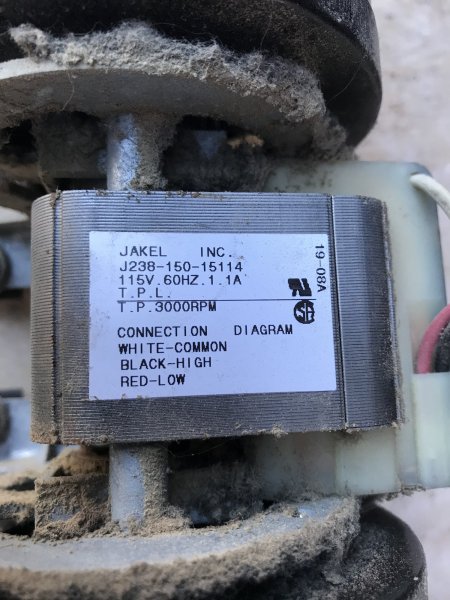 JAKEL INC.
J238-150-15114
115V.60HZ.1.1A
T.P.L.
T.P.3000RPM
CONNECTION DIAGRAM
WHITE-COMMON
BLACK-HIGH
RED-LOW
19-08A